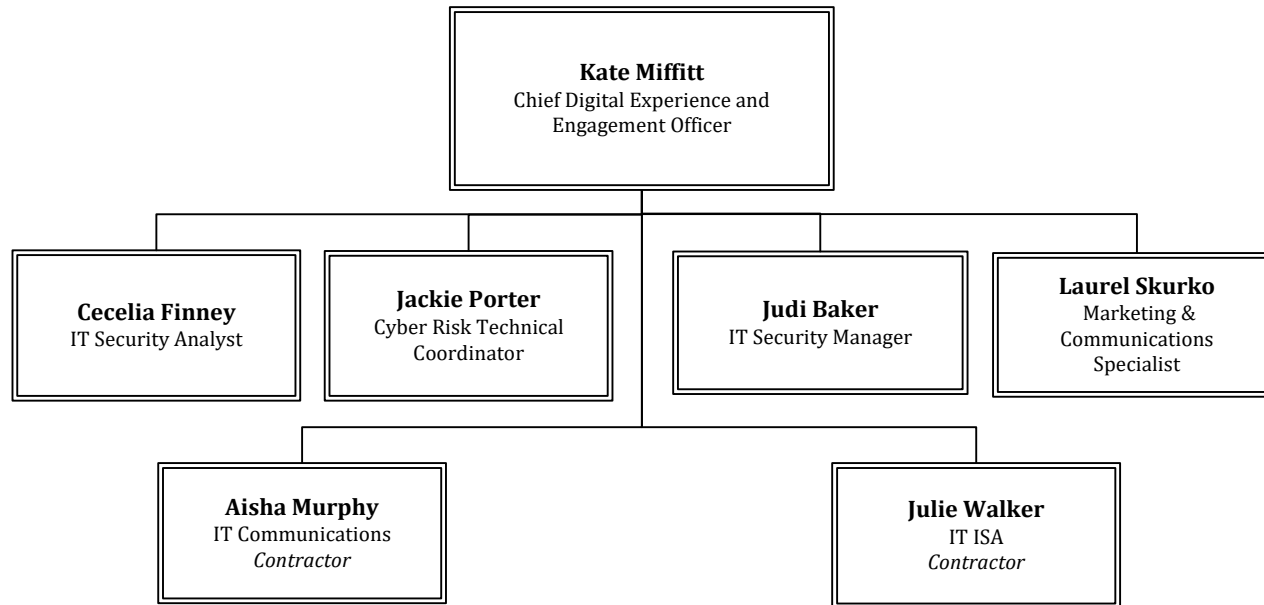 Kate Miffitt
Chief Digital Experience and
Engagement Officer
Cecelia Finney
IT Security Analyst
Jackie Porter
Cyber Risk Technical
Coordinator
Judi Baker
IT Security Manager
Laurel Skurko
Marketing &
Communications
Specialist
Aisha Murphy
IT Communications
Contractor
Julie Walker
IT ISA
Contractor